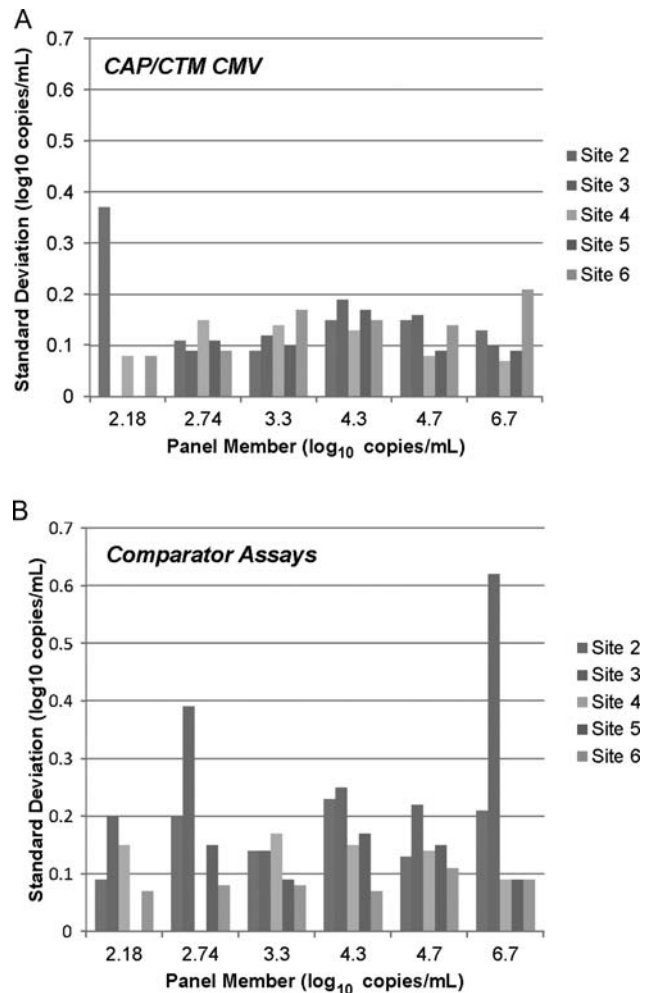 A
CAP/CTM CMV
Standard Deviation (log10 copies/mL)
0.7
0.6
0.5
0.4
0.3
0.2
0.1
0
2.18 2.74 3.3 4.3 4.7 6.7
Panel Member (log₁₀ copies/mL)
Site 2
Site 3
Site 4
Site 5
Site 6
B
Comparator Assays
Standard Deviation (log10 copies/mL)
0.7
0.6
0.5
0.4
0.3
0.2
0.1
0
2.18 2.74 3.3 4.3 4.7 6.7
Panel Member (log₁₀ copies/mL)
Site 2
Site 3
Site 4
Site 5
Site 6